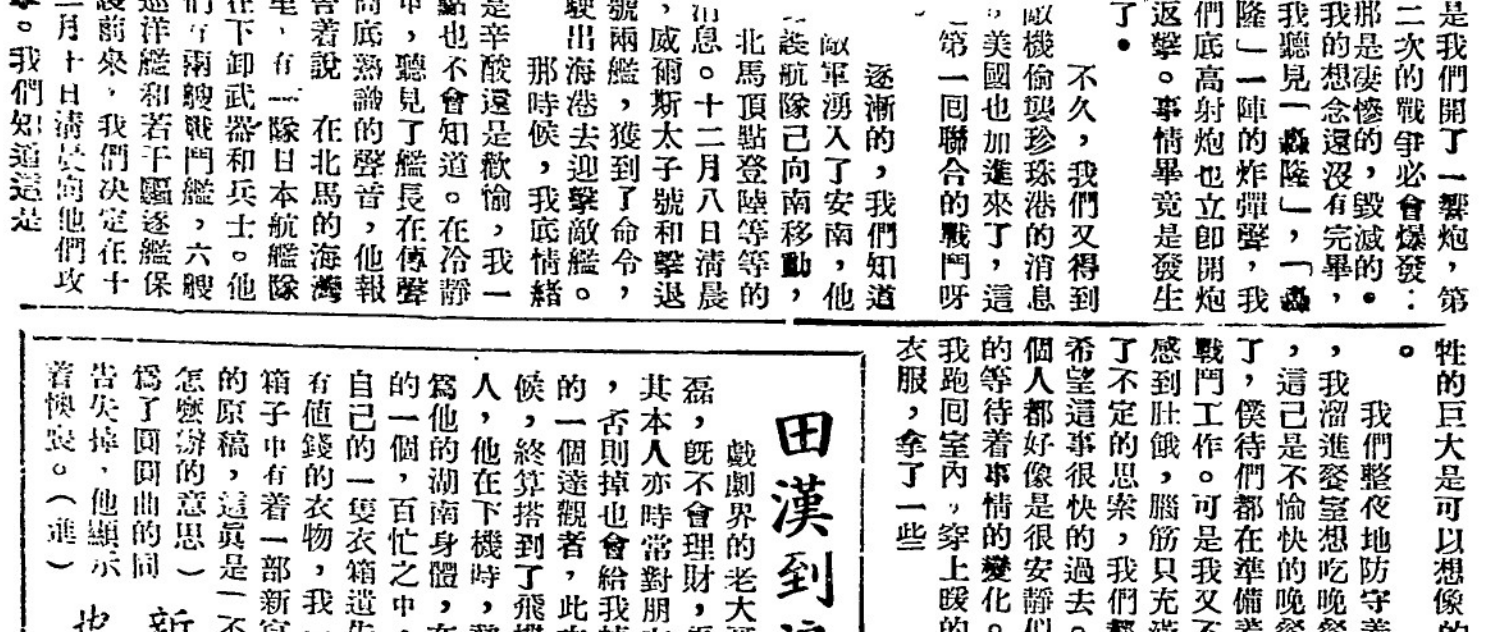 是我們開了一響炮，第
二次的戰爭必會爆發：
那是凄慘的，毀滅的。
我的想念還沒有完畢，
我聽見「轟隆」，「轟
隆」一陣的炸彈聲，我
們底高射炮也立卽開炮
返擊。事情畢竟是發生
了。
不久，我們又得到
敵機偷襲珍珠港的消息
，美國也加進來了，這
第一回聯合的戰鬥呀
逐漸的，我們知道
敵軍湧入了安南，他
裝航隊已向南移動，
北馬頂點登陸等等的
消息。十二月八日清晨
，威爾斯太子號和擊退
號兩艦，獲到了命令，
駛出海港去迎擊敵艦。
那時候，我底情緒
是辛酸還是歡愉，我一
點也不會知道。在冷靜
中，聽見了艦長在傳聲
筒底熟識的聲音，他報
告着說　在北馬的海灣
里，有一隊日本航艦隊
在下卸武器和兵士。他
們有兩艘戰鬥艦，六艘
巡洋艦和若干驅逐艦保
護前來，我們決定在十
二月十日清晨向他們攻
擊。我們知道這是
牲的巨大是可以想像的
。
我們整夜地防守着
，我溜進餐室想吃晚餐
，這已是不愉快的晚餐
了，僕待們都在準備着
戰鬥工作。可是我又不
感到肚餓，腦筋只充滿
了不定的思索，我們都
希望這事很快的過去。
個人都好像是很安靜似
的等待着事情的變化。
我跑回室內，穿上暖的
衣服，拿了一些
田漢到
戲劇界的老大哥
磊，旣不會理財，
其本人亦時常對朋友
，否則掉也會給我掉
的一個達觀者，此次
候，終算搭到了飛機
人，他在下機時，發
爲他的湖南身體，在
的一個，百忙之中，
自己的一隻衣箱遺失
有值錢的衣物，我
箱子中有着一部新寫
的原稿，這眞是「不
怎麼辦的意思）
爲了圓圓曲的同
告失掉，他顯示
着懊喪。（進）
新
也